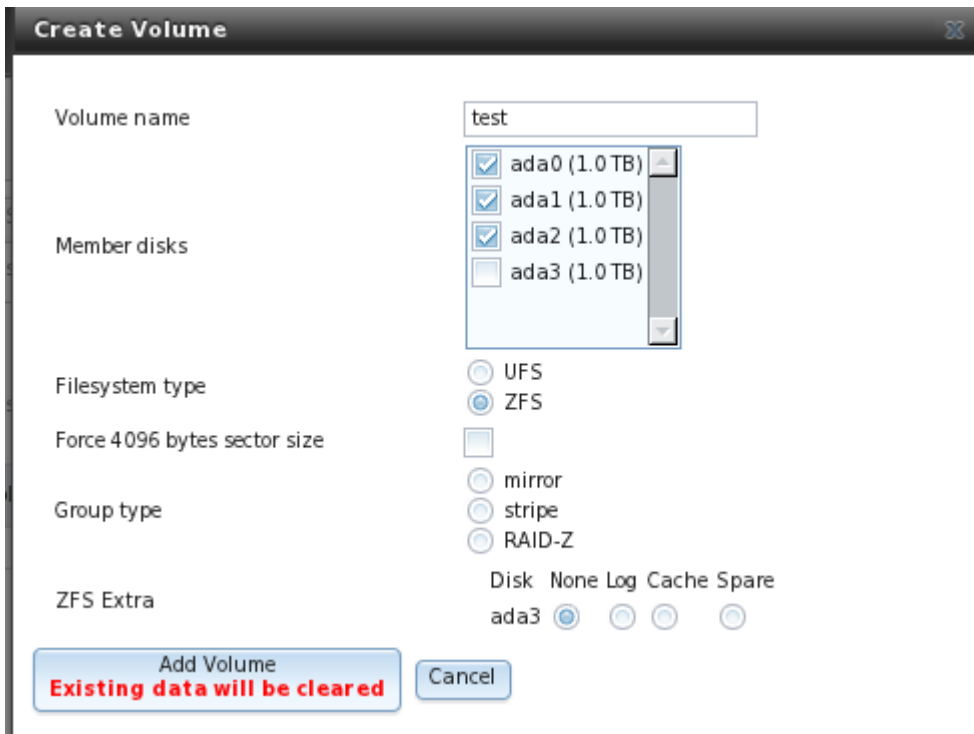 Create Volume
Volume name
test
Member disks
ada0 (1.0 TB)
ada1 (1.0 TB)
ada2 (1.0 TB)
ada3 (1.0 TB)
Filesystem type
UFS
ZFS
Force 4096 bytes sector size
Group type
mirror
stripe
RAID-Z
ZFS Extra
Disk None Log Cache Spare
ada3
Add Volume
Existing data will be cleared
Cancel